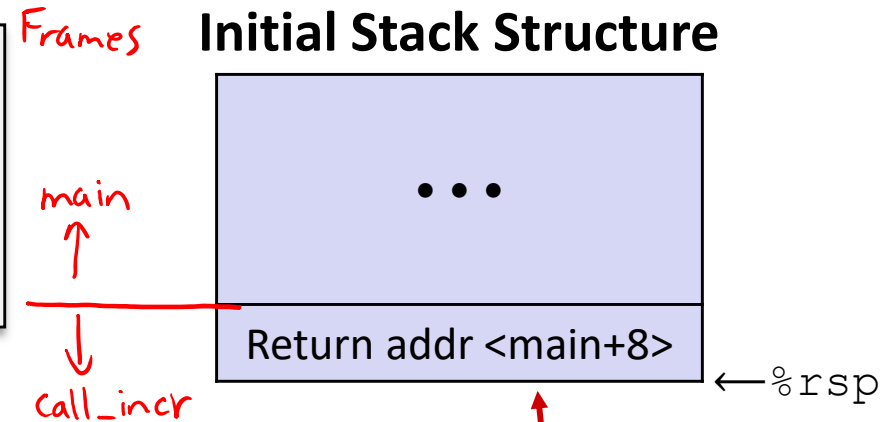 Frames
Initial Stack Structure
• • •
main
Return addr <main+8>
←%rsp
call_incr